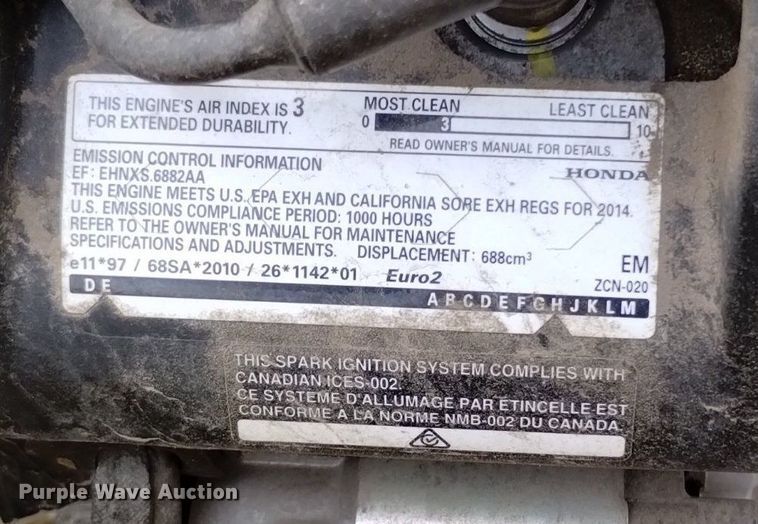 THIS ENGINE'S AIR INDEX IS 3
FOR EXTENDED DURABILITY.
MOST CLEAN LEAST CLEAN
0 3 10
READ OWNER'S MANUAL FOR DETAILS.
EMISSION CONTROL INFORMATION HONDA
EF: EHNXS.6882AA
THIS ENGINE MEETS U.S. EPA EXH AND CALIFORNIA SORE EXH REGS FOR 2014.
U.S. EMISSIONS COMPLIANCE PERIOD: 1000 HOURS
REFER TO THE OWNER'S MANUAL FOR MAINTENANCE
SPECIFICATIONS AND ADJUSTMENTS. DISPLACEMENT: 688cm³ EM
e11*97 / 68SA*2010 / 26*1142*01 Euro2 ZCN-020
D E A B C D E F G H J K L M
THIS SPARK IGNITION SYSTEM COMPLIES WITH
CANADIAN ICES-002.
CE SYSTEME D'ALLUMAGE PAR ETINCELLE EST
CONFORME A LA NORME NMB-002 DU CANADA.
Purple Wave Auction